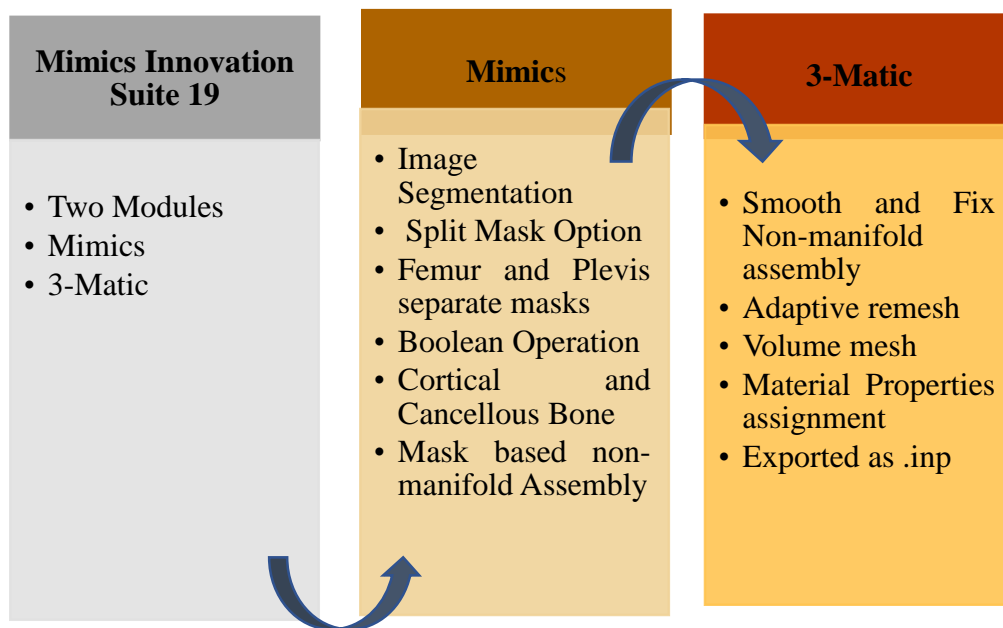 Mimics Innovation
Suite 19
• Two Modules
• Mimics
• 3-Matic
Mimics
• Image
Segmentation
• Split Mask Option
• Femur and Plevis
separate masks
• Boolean Operation
• Cortical and
Cancellous Bone
• Mask based non-
manifold Assembly
3-Matic
• Smooth and Fix
Non-manifold
assembly
• Adaptive remesh
• Volume mesh
• Material Properties
assignment
• Exported as .inp